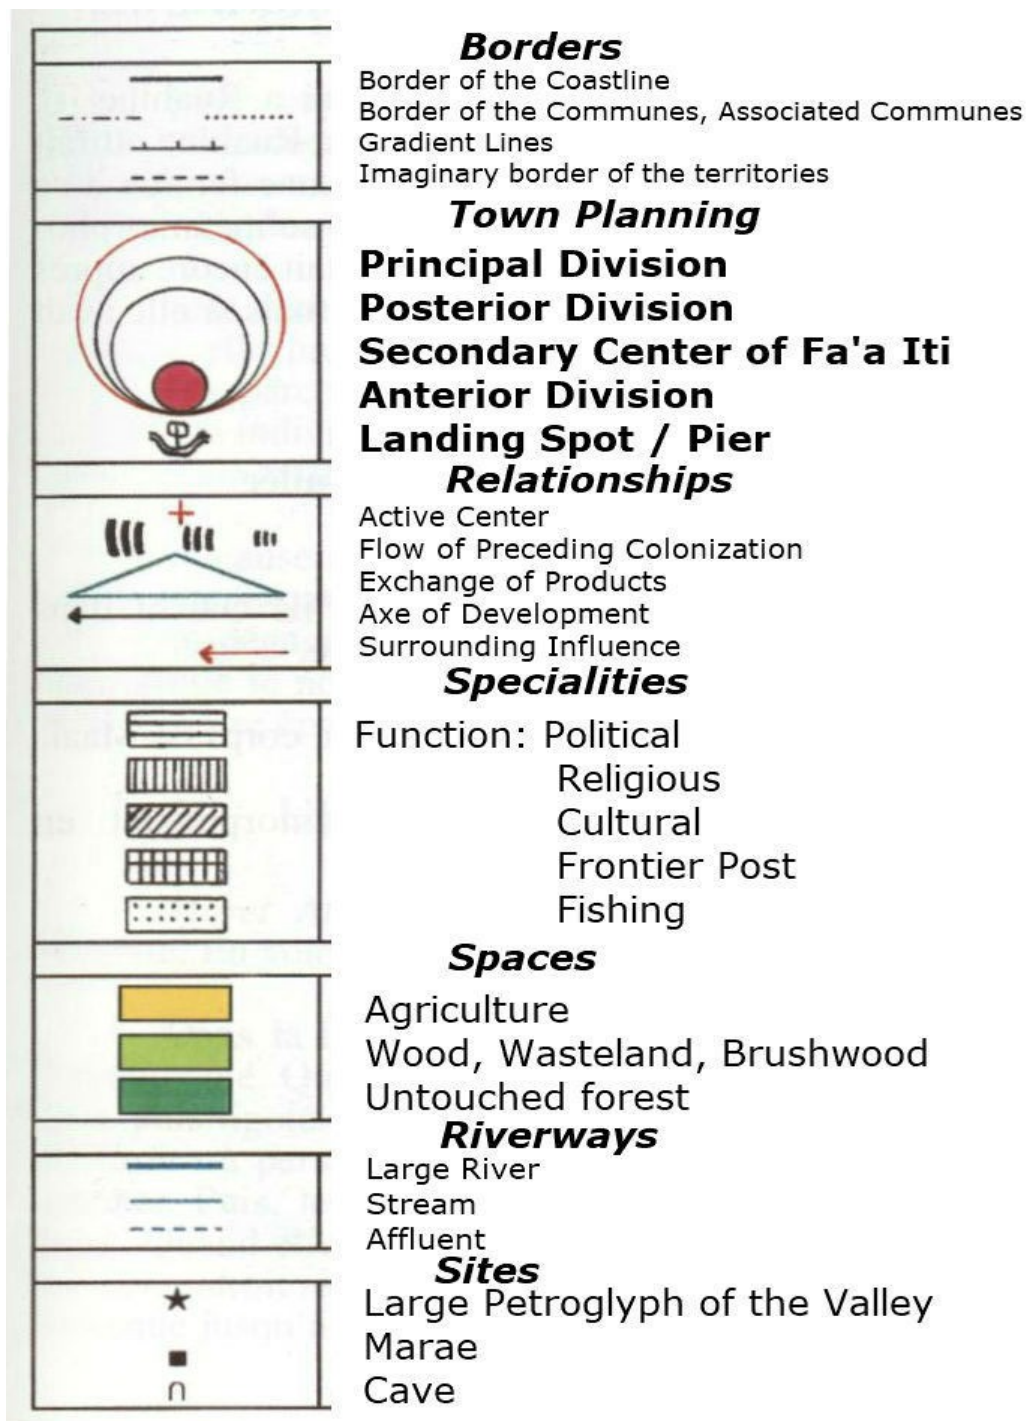 Borders
Border of the Coastline
Border of the Communes, Associated Communes
Gradient Lines
Imaginary border of the territories
Town Planning
Principal Division
Posterior Division
Secondary Center of Fa'a Iti
Anterior Division
Landing Spot / Pier
Relationships
Active Center
Flow of Preceding Colonization
Exchange of Products
Axe of Development
Surrounding Influence
Specialities
Function: Political
Religious
Cultural
Frontier Post
Fishing
Spaces
Agriculture
Wood, Wasteland, Brushwood
Untouched forest
Riverways
Large River
Stream
Affluent
Sites
Large Petroglyph of the Valley
Marae
Cave